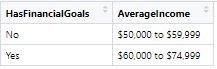 HasFinancialGoals AverageIncome
No $50,000 to $59,999
Yes $60,000 to $74,999